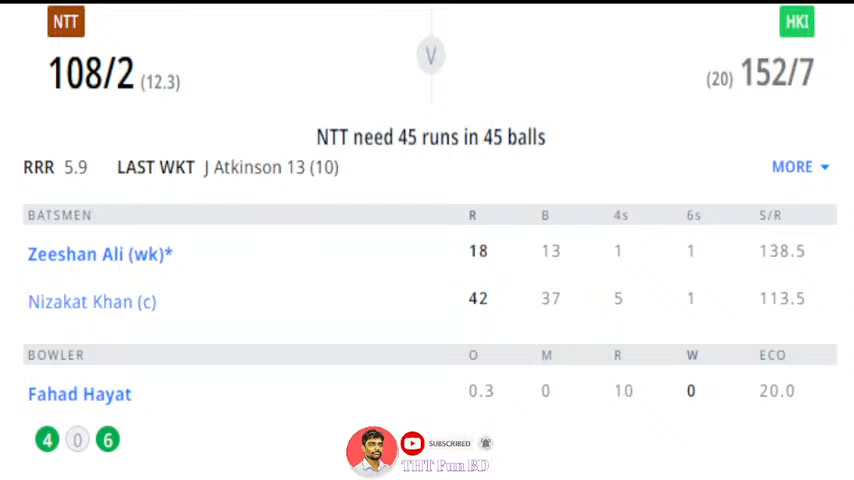 NTT
HKI
108/2 (12.3)
V
(20) 152/7
NTT need 45 runs in 45 balls
RRR 5.9 LAST WKT J Atkinson 13 (10)
MORE
BATSMEN R B 4s 6s S/R
Zeeshan Ali (wk)* 18 13 1 1 138.5
Nizakat Khan (c) 42 37 5 1 113.5
BOWLER O M R W ECO
Fahad Hayat 0.3 0 10 0 20.0
4 0 6
SUBSCRIBED
THT Fun BD